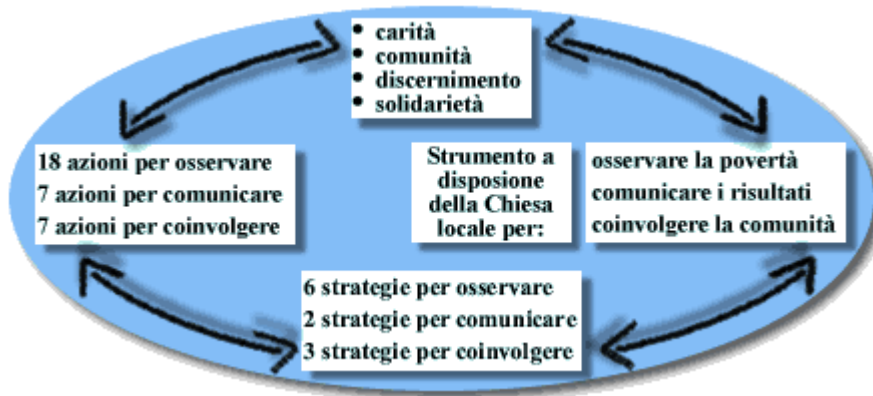 • carità
• comunità
• discernimento
• solidarietà
18 azioni per osservare
7 azioni per comunicare
7 azioni per coinvolgere
Strumento a
disposione
della Chiesa
locale per:
osservare la povertà
comunicare i risultati
coinvolgere la comunità
6 strategie per osservare
2 strategie per comunicare
3 strategie per coinvolgere